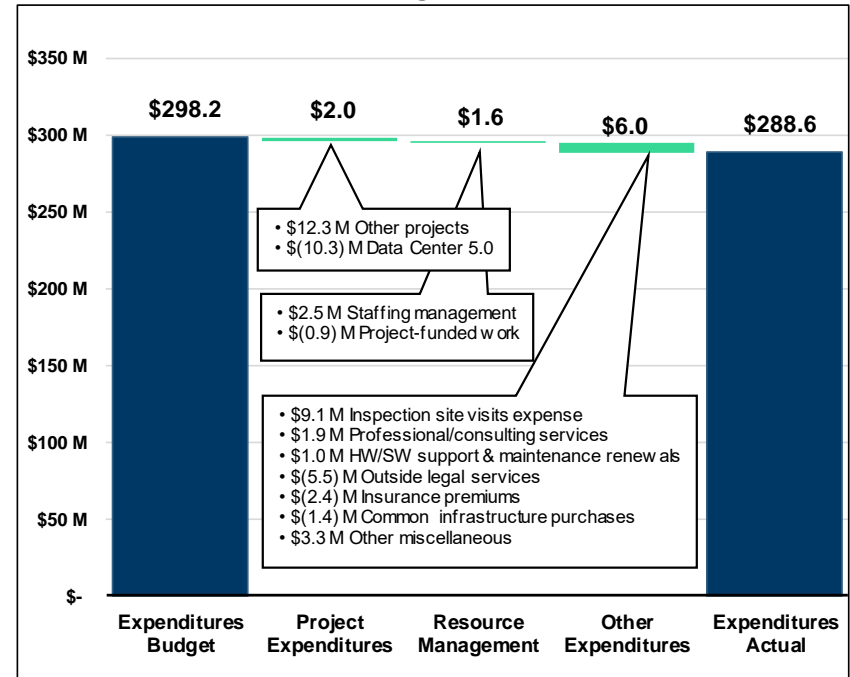 $350 M
$300 M
$250 M
$200 M
$150 M
$100 M
$50 M
$-
$298.2
$2.0
$1.6
$6.0
$288.6
• $12.3 M Other projects
• $(10.3) M Data Center 5.0
• $2.5 M Staffing management
• $(0.9) M Project-funded work
• $9.1 M Inspection site visits expense
• $1.9 M Professional/consulting services
• $1.0 M HW/SW support & maintenance renewals
• $(5.5) M Outside legal services
• $(2.4) M Insurance premiums
• $(1.4) M Common infrastructure purchases
• $3.3 M Other miscellaneous
Expenditures
Budget
Project
Expenditures
Resource
Management
Other
Expenditures
Expenditures
Actual